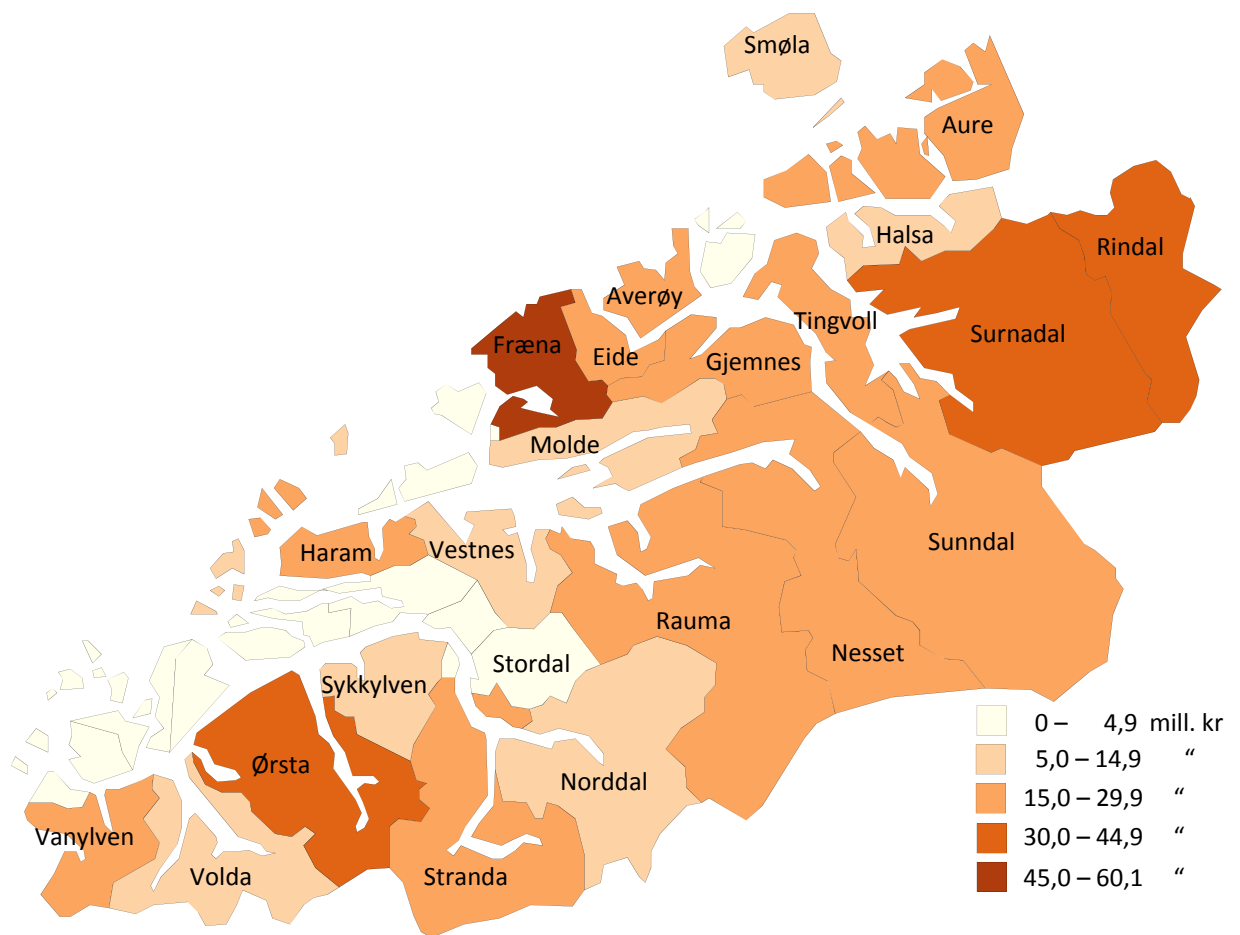 Smøla
Aure
Halsa
Rindal
Averøy
Tingvoll
Surnadal
Fræna
Eide
Gjemnes
Molde
Haram
Vestnes
Sunndal
Rauma
Stordal
Nesset
Sykkylven
Ørsta
Norddal
Vanylven
Volda
Stranda
0 – 4,9 mill. kr
5,0 – 14,9 “
15,0 – 29,9 “
30,0 – 44,9 “
45,0 – 60,1 “